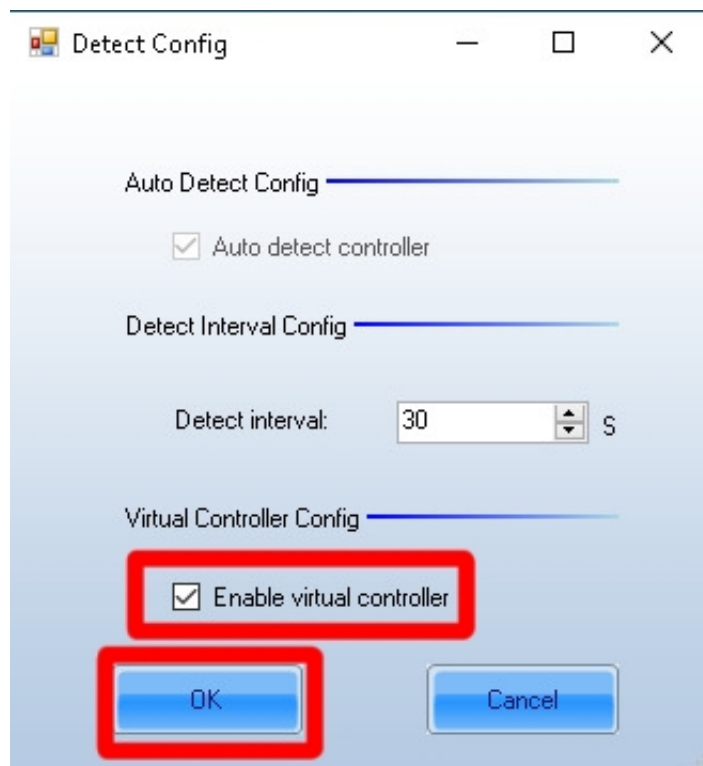 Detect Config
Auto Detect Config
Auto detect controller
Detect Interval Config
Detect interval: 30 S
Virtual Controller Config
Enable virtual controller
OK Cancel